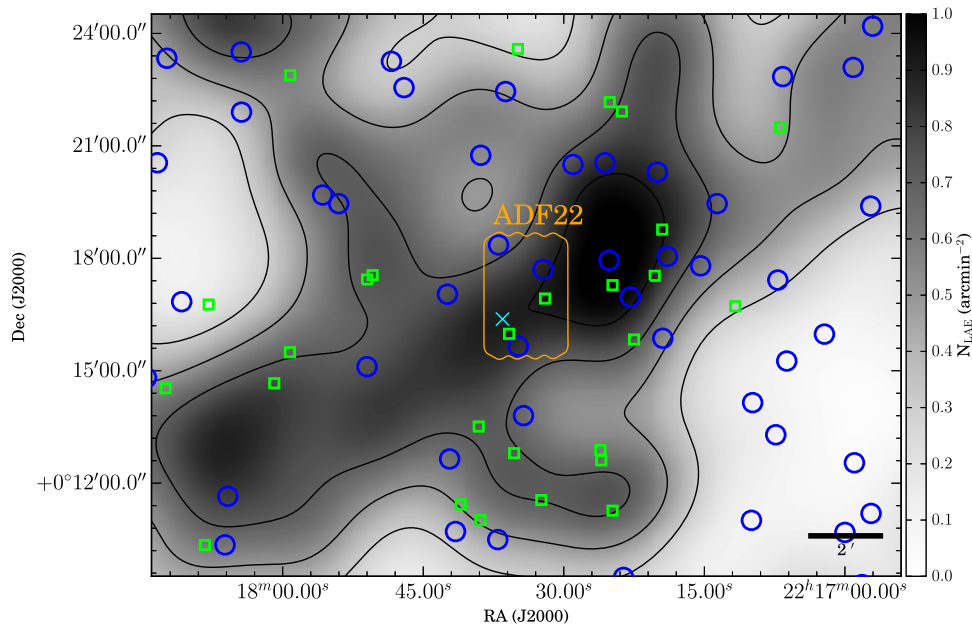 24′00.0″
21′00.0″
18′00.0″
15′00.0″
+0°12′00.0″
Dec (J2000)
ADF22
2′
18ᵐ00.00ˢ
45.00ˢ
30.00ˢ
15.00ˢ
22ʰ17ᵐ00.00ˢ
RA (J2000)
1.0
0.9
0.8
0.7
0.6
0.5
0.4
0.3
0.2
0.1
0.0
N_LAE (arcmin⁻²)